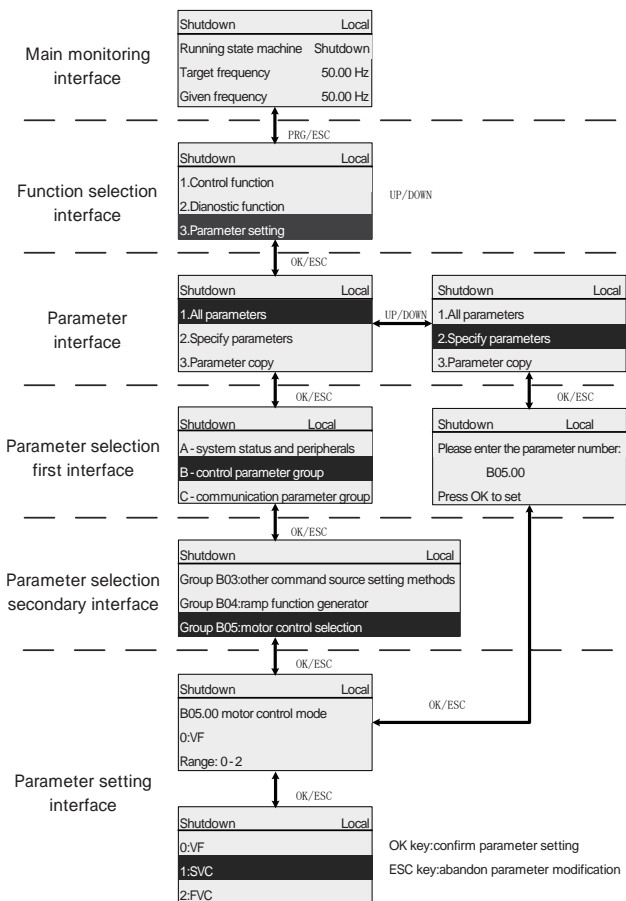 Main monitoring
interface
Shutdown Local
Running state machine Shutdown
Target frequency 50.00 Hz
Given frequency 50.00 Hz
PRG/ESC
Function selection
interface
Shutdown Local
1.Control function
2.Dianostic function
3.Parameter setting
UP/DOWN
OK/ESC
Parameter
interface
Shutdown Local
1.All parameters
2.Specify parameters
3.Parameter copy
UP/DOWN
Shutdown Local
1.All parameters
2.Specify parameters
3.Parameter copy
OK/ESC
OK/ESC
Parameter selection
first interface
Shutdown Local
A - system status and peripherals
B - control parameter group
C - communication parameter group
Shutdown Local
Please enter the parameter number:
B05.00
Press OK to set
OK/ESC
Parameter selection
secondary interface
Shutdown Local
Group B03:other command source setting methods
Group B04:ramp function generator
Group B05:motor control selection
OK/ESC
OK/ESC
Parameter setting
interface
Shutdown Local
B05.00 motor control mode
0:VF
Range: 0 - 2
OK/ESC
Shutdown Local
0:VF
1:SVC
2:FVC
OK key:confirm parameter setting
ESC key:abandon parameter modification